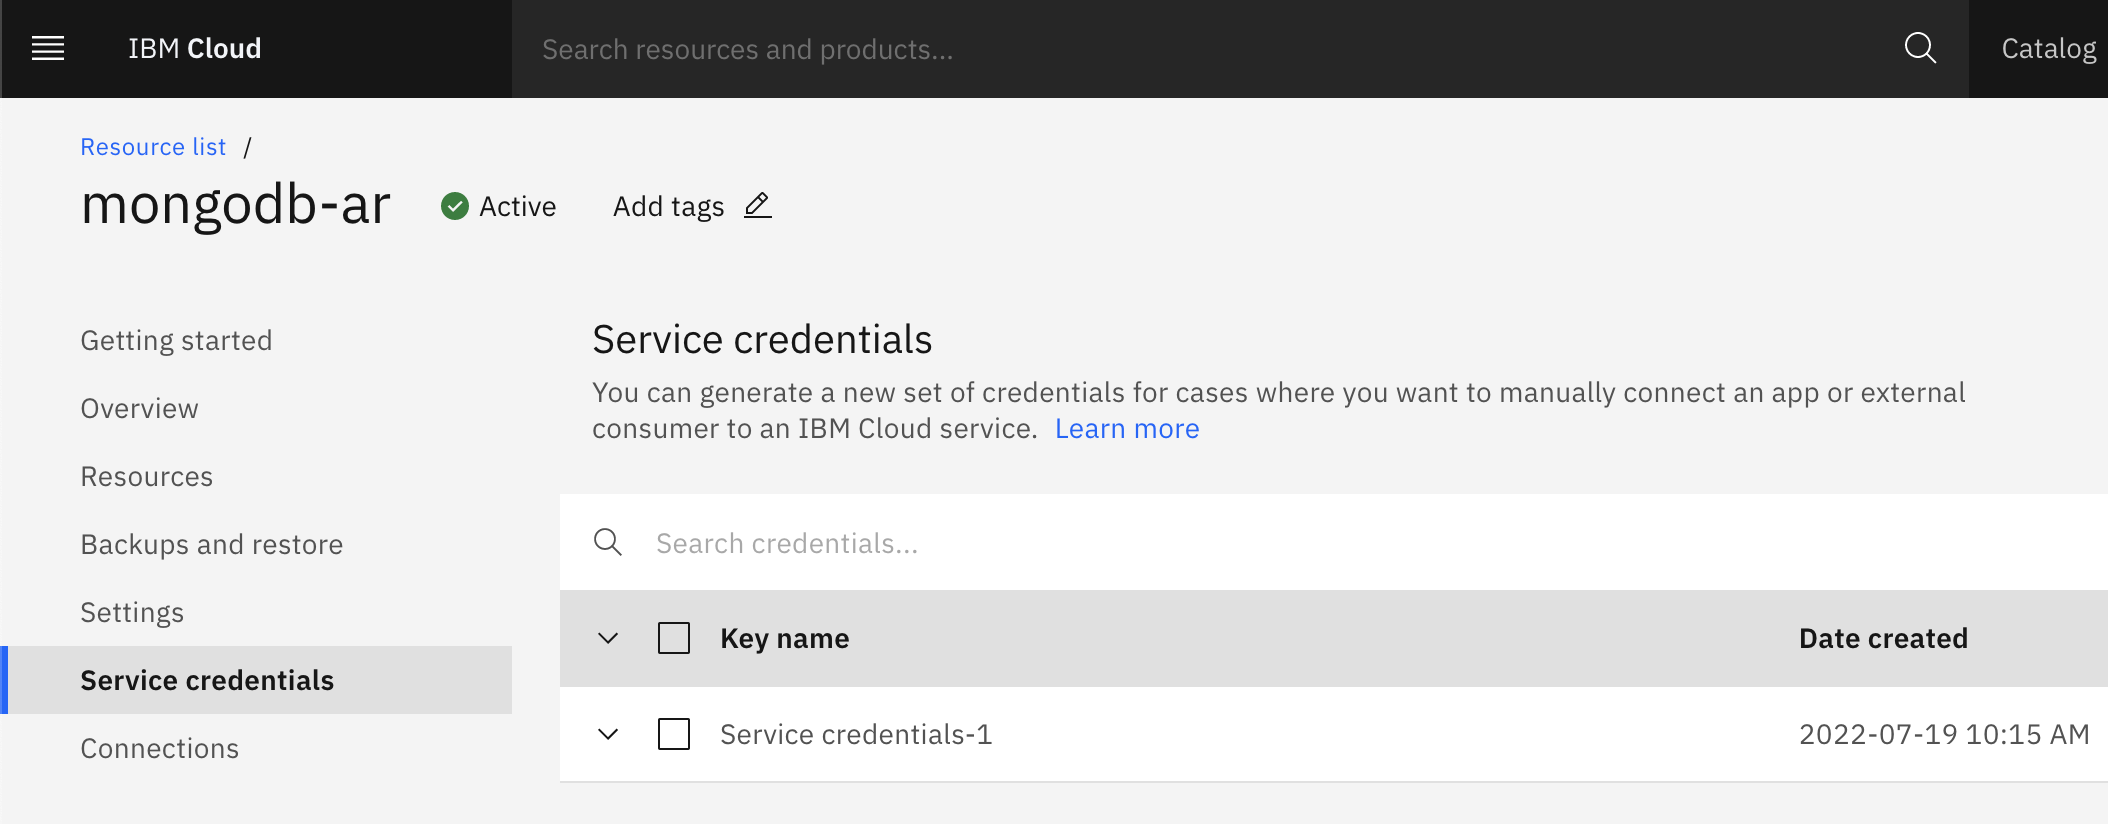 IBM Cloud
Search resources and products...
Catalog
Resource list /
mongodb-ar
Active
Add tags
Getting started
Overview
Resources
Backups and restore
Settings
Service credentials
Connections
Service credentials
You can generate a new set of credentials for cases where you want to manually connect an app or external
consumer to an IBM Cloud service. Learn more
Search credentials...
Key name
Date created
Service credentials-1
2022-07-19 10:15 AM